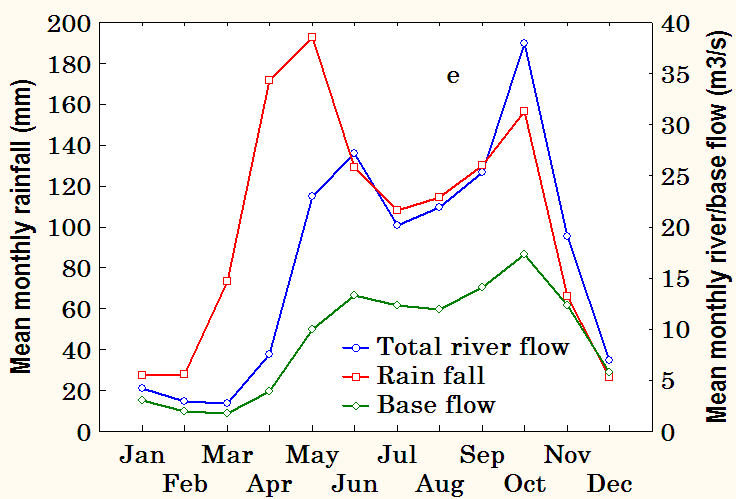 Mean monthly rainfall (mm)
200
180
160
140
120
100
80
60
40
20
0
e
Total river flow
Rain fall
Base flow
40
35
30
25
20
15
10
5
0
Mean monthly river/base flow (m3/s)
Jan Mar May Jul Sep Nov
Feb Apr Jun Aug Oct Dec